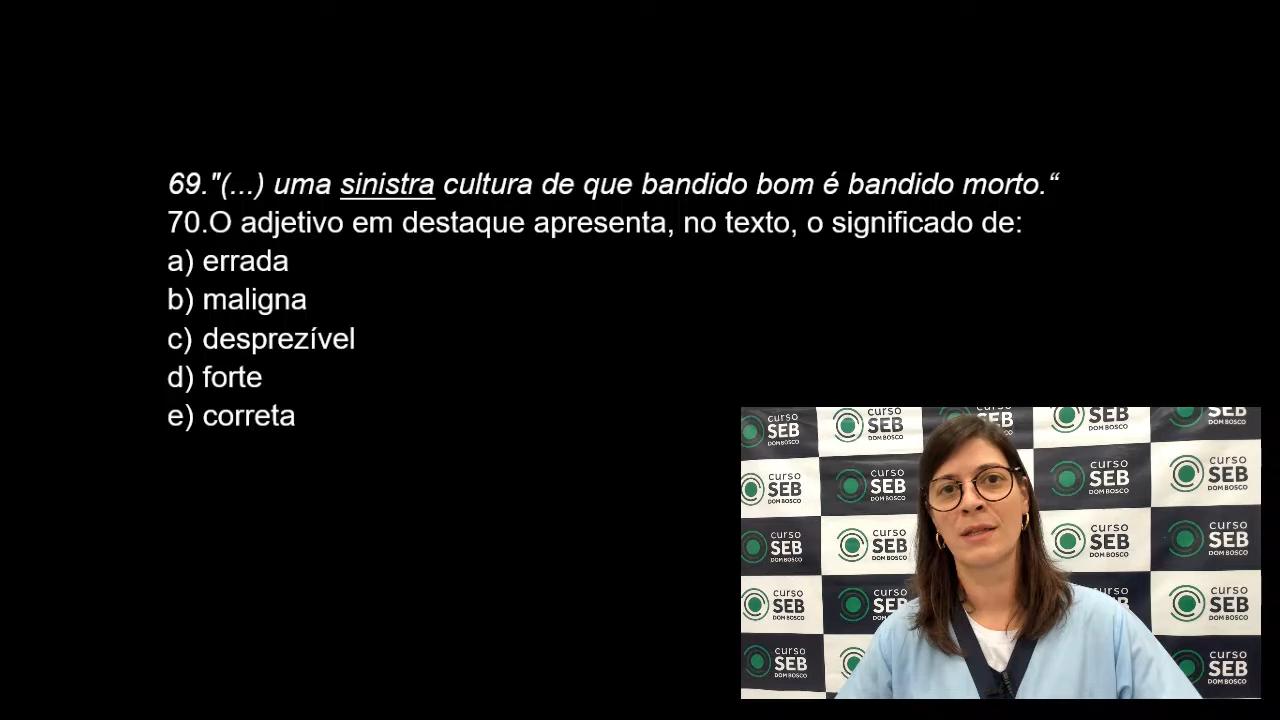 69."(...) uma sinistra cultura de que bandido bom é bandido morto.“
70.O adjetivo em destaque apresenta, no texto, o significado de:
a) errada
b) maligna
c) desprezível
d) forte
e) correta
curso
SEB
DOM BOSCO